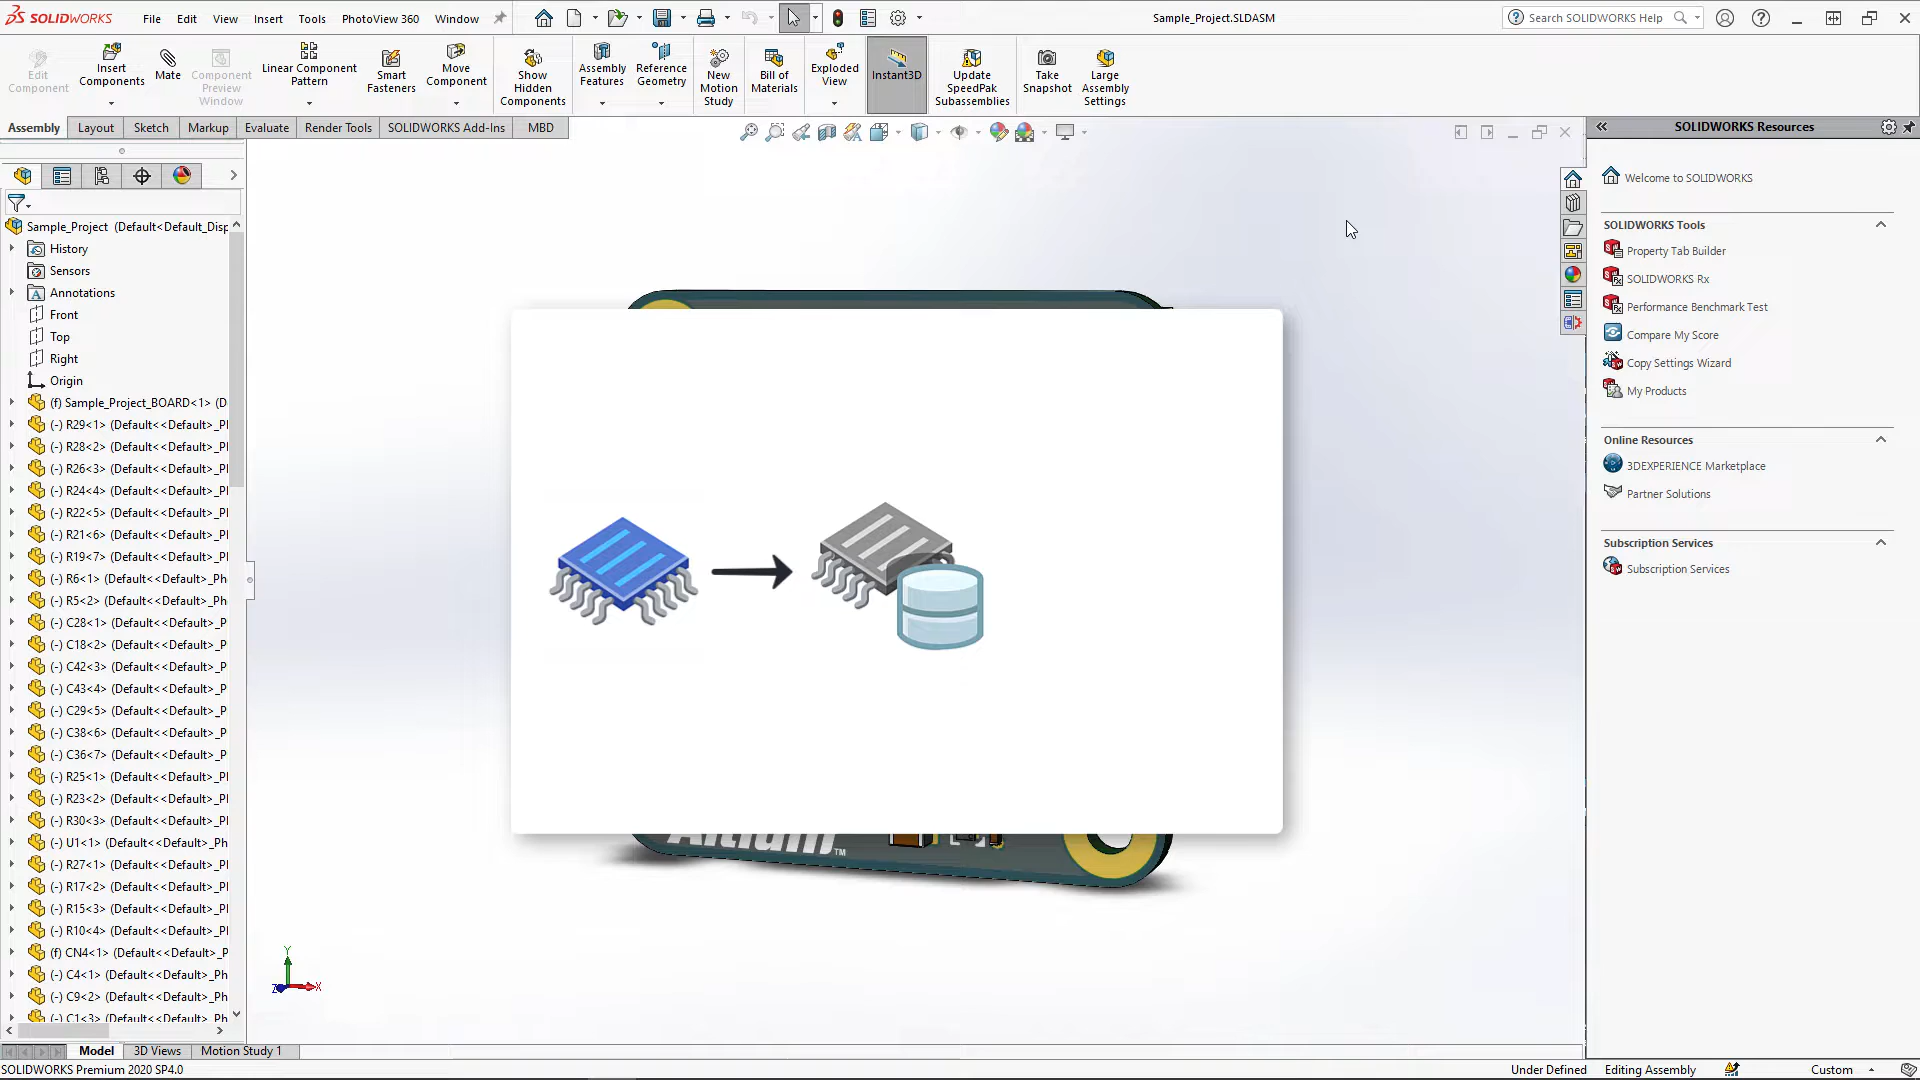 SOLIDWORKS
File Edit View Insert Tools PhotoView 360 Window
Sample_Project.SLDASM
Search SOLIDWORKS Help
Edit Component
Insert Components
Mate
Component Preview Window
Linear Component Pattern
Smart Fasteners
Move Component
Show Hidden Components
Assembly Features
Reference Geometry
New Motion Study
Bill of Materials
Exploded View
Instant3D
Update SpeedPak Subassemblies
Take Snapshot
Large Assembly Settings
Assembly Layout Sketch Markup Evaluate Render Tools SOLIDWORKS Add-Ins MBD
Sample_Project (Default<Default_Disp
History
Sensors
Annotations
Front
Top
Right
Origin
(f) Sample_Project_BOARD<1> (D
(-) R29<1> (Default<<Default>_Pl
(-) R28<2> (Default<<Default>_Pl
(-) R26<3> (Default<<Default>_Pl
(-) R24<4> (Default<<Default>_Pl
(-) R22<5> (Default<<Default>_Pl
(-) R21<6> (Default<<Default>_Pl
(-) R19<7> (Default<<Default>_Pl
(-) R6<1> (Default<<Default>_Ph
(-) R5<2> (Default<<Default>_Ph
(-) C28<1> (Default<<Default>_P
(-) C18<2> (Default<<Default>_P
(-) C42<3> (Default<<Default>_P
(-) C43<4> (Default<<Default>_P
(-) C29<5> (Default<<Default>_P
(-) C38<6> (Default<<Default>_P
(-) C36<7> (Default<<Default>_P
(-) R25<1> (Default<<Default>_Pl
(-) R23<2> (Default<<Default>_Pl
(-) R30<3> (Default<<Default>_Pl
(-) U1<1> (Default<<Default>_Pl
(-) R27<1> (Default<<Default>_Pl
(-) R17<2> (Default<<Default>_Pl
(-) R15<3> (Default<<Default>_Pl
(-) R10<4> (Default<<Default>_Pl
(f) CN4<1> (Default<<Default>_P
(-) C4<1> (Default<<Default>_Ph
(-) C9<2> (Default<<Default>_Ph
(-) C1<3> (Default<<Default>_Ph
Altium™
Y
Z X
SOLIDWORKS Resources
Welcome to SOLIDWORKS
SOLIDWORKS Tools
Property Tab Builder
SOLIDWORKS Rx
Performance Benchmark Test
Compare My Score
Copy Settings Wizard
My Products
Online Resources
3DEXPERIENCE Marketplace
Partner Solutions
Subscription Services
Subscription Services
Model 3D Views Motion Study 1
SOLIDWORKS Premium 2020 SP4.0
Under Defined Editing Assembly Custom